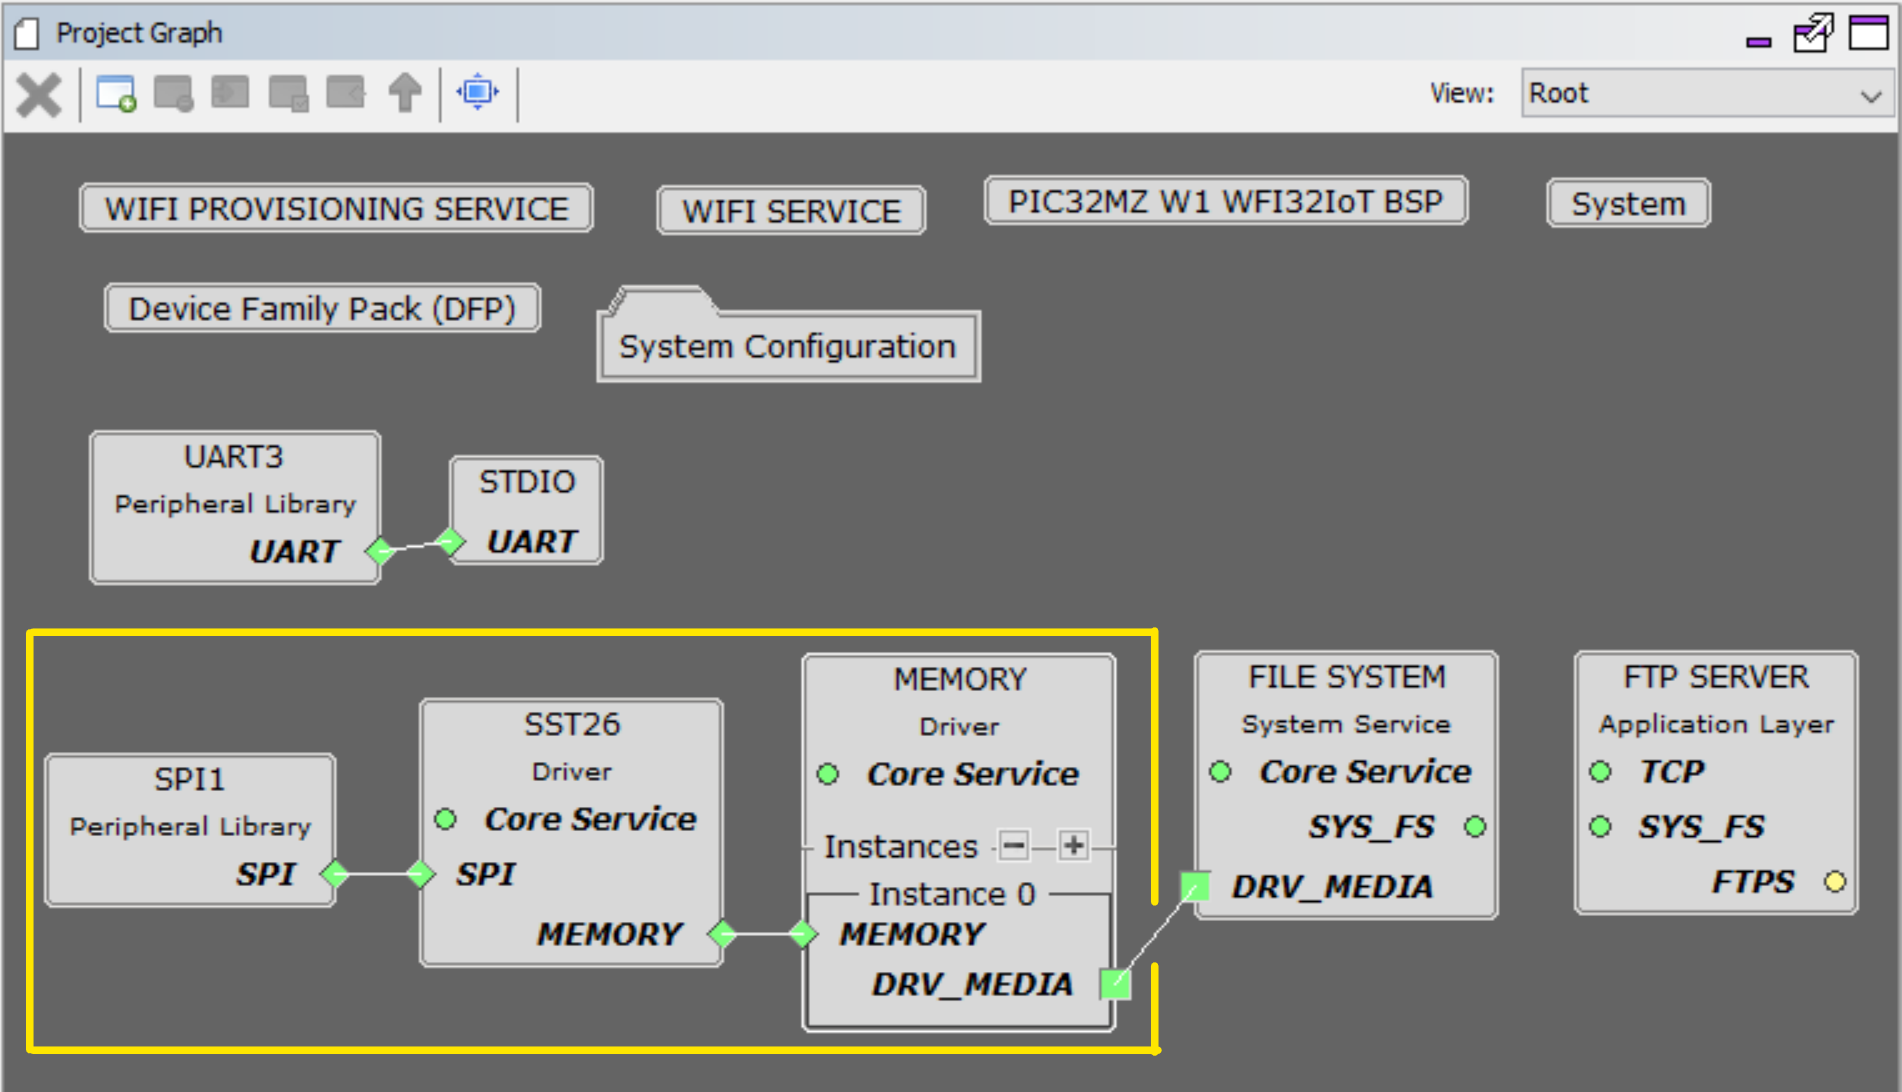 Project Graph
View: Root
WIFI PROVISIONING SERVICE
WIFI SERVICE
PIC32MZ W1 WFI32IoT BSP
System
Device Family Pack (DFP)
System Configuration
UART3
Peripheral Library
UART
STDIO
UART
SPI1
Peripheral Library
SPI
SST26
Driver
Core Service
SPI
MEMORY
MEMORY
Driver
Core Service
Instances
Instance 0
MEMORY
DRV_MEDIA
FILE SYSTEM
System Service
Core Service
SYS_FS
DRV_MEDIA
FTP SERVER
Application Layer
TCP
SYS_FS
FTPS